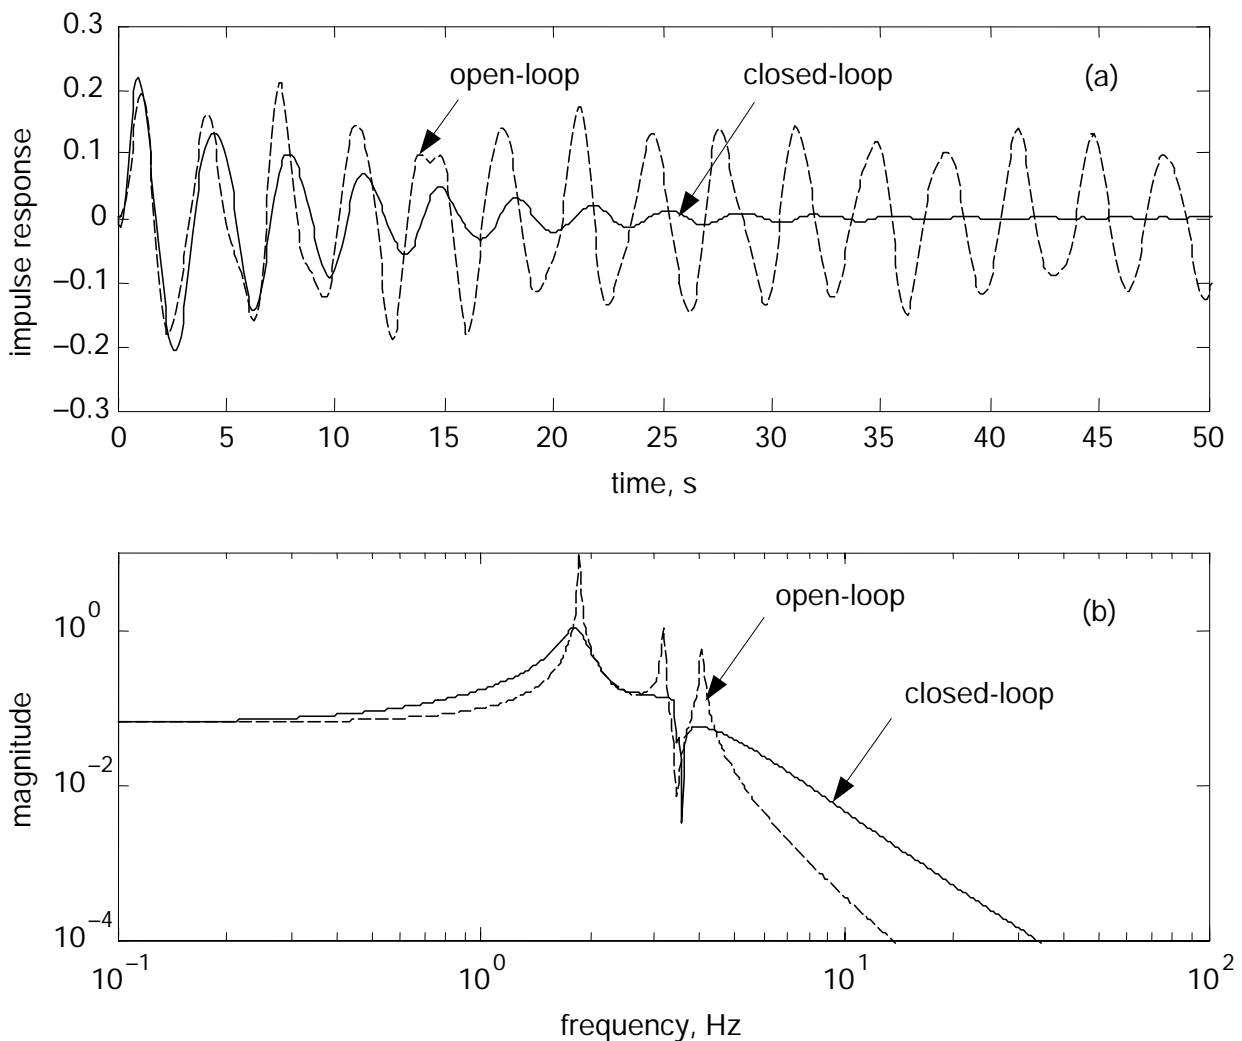 0.3
0.2
0.1
0
−0.1
−0.2
−0.3
impulse response
open-loop
closed-loop
(a)
0 5 10 15 20 25 30 35 40 45 50
time, s
10^0
10^−2
10^−4
magnitude
open-loop
(b)
closed-loop
10^−1 10^0 10^1 10^2
frequency, Hz